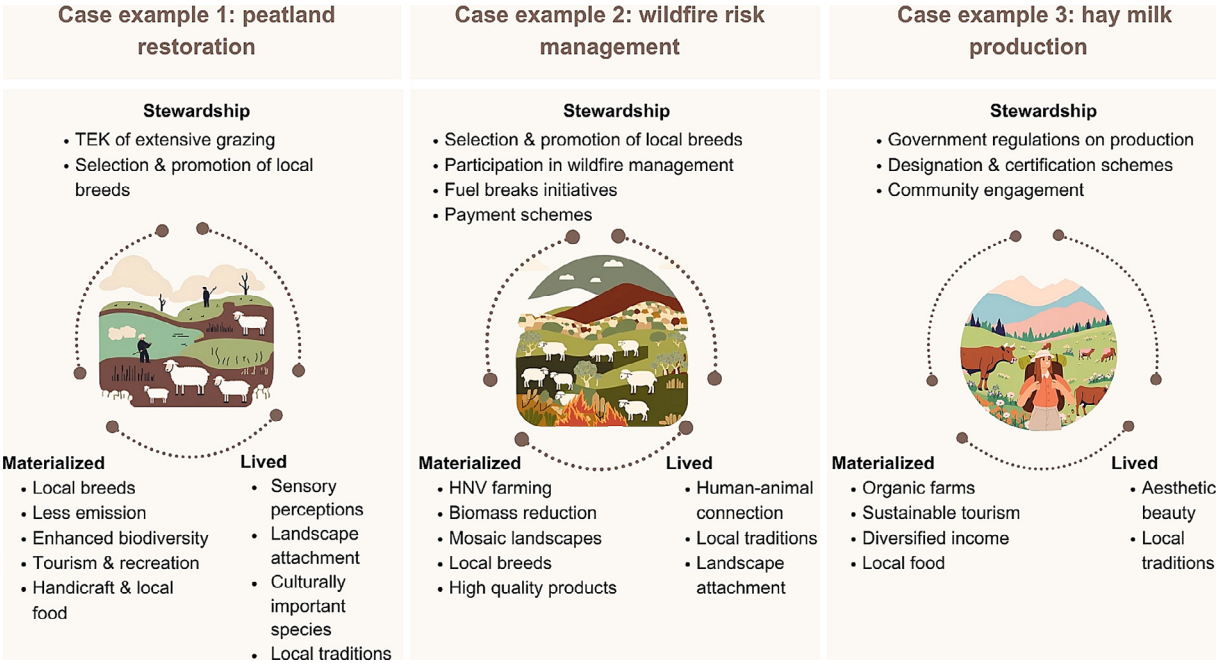 Case example 1: peatland
restoration
Stewardship
• TEK of extensive grazing
• Selection & promotion of local
breeds
Materialized
• Local breeds
• Less emission
• Enhanced biodiversity
• Tourism & recreation
• Handicraft & local
food
Lived
• Sensory
perceptions
• Landscape
attachment
• Culturally
important
species
• Local traditions
Case example 2: wildfire risk
management
Stewardship
• Selection & promotion of local breeds
• Participation in wildfire management
• Fuel breaks initiatives
• Payment schemes
Materialized
• HNV farming
• Biomass reduction
• Mosaic landscapes
• Local breeds
• High quality products
Lived
• Human-animal
connection
• Local traditions
• Landscape
attachment
Case example 3: hay milk
production
Stewardship
• Government regulations on production
• Designation & certification schemes
• Community engagement
Materialized
• Organic farms
• Sustainable tourism
• Diversified income
• Local food
Lived
• Aesthetic
beauty
• Local
traditions